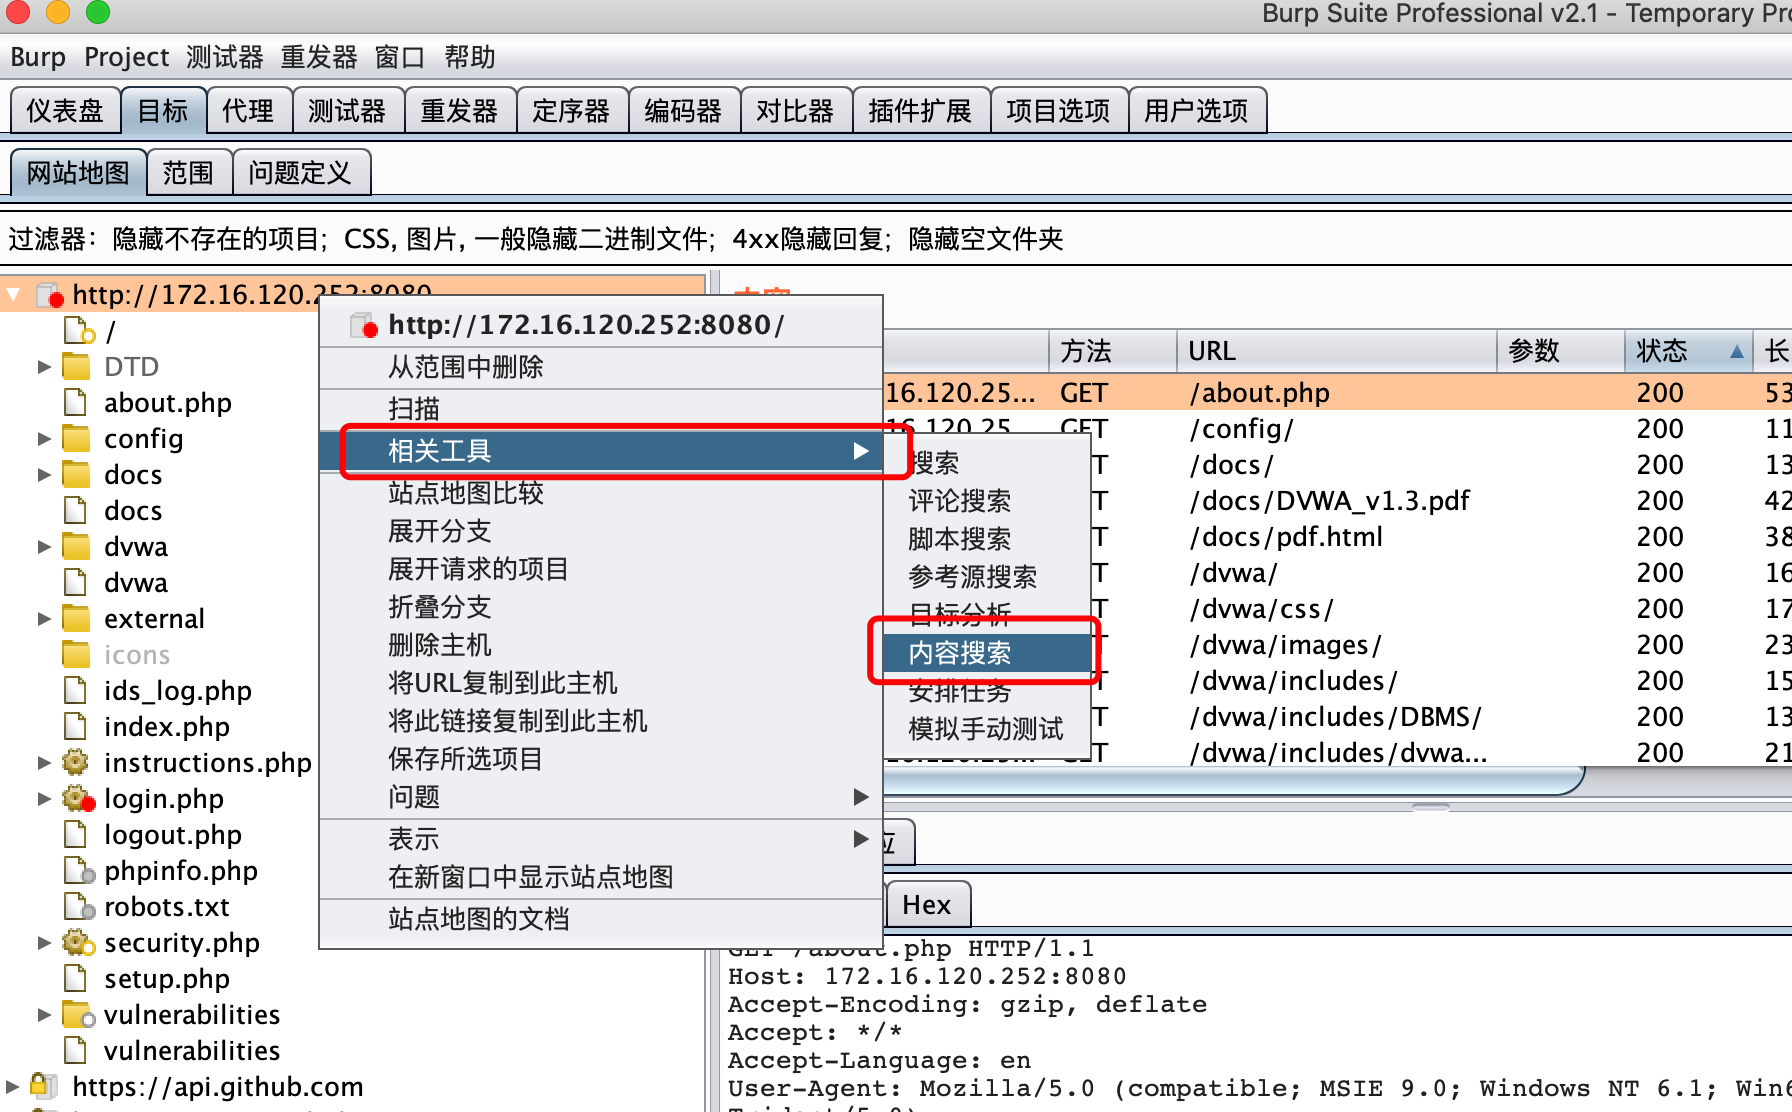 Burp Suite Professional v2.1 - Temporary Pro
Burp Project 测试器 重发器 窗口 帮助
仪表盘 目标 代理 测试器 重发器 定序器 编码器 对比器 插件扩展 项目选项 用户选项
网站地图 范围 问题定义
过滤器：隐藏不存在的项目；CSS, 图片, 一般隐藏二进制文件；4xx隐藏回复；隐藏空文件夹
http://172.16.120.252:8080
/
DTD
about.php
config
docs
docs
dvwa
dvwa
external
icons
ids_log.php
index.php
instructions.php
login.php
logout.php
phpinfo.php
robots.txt
security.php
setup.php
vulnerabilities
vulnerabilities
https://api.github.com
http://172.16.120.252:8080/
从范围中删除
扫描
相关工具
站点地图比较
展开分支
展开请求的项目
折叠分支
删除主机
将URL复制到此主机
将此链接复制到此主机
保存所选项目
问题
表示
在新窗口中显示站点地图
站点地图的文档
搜索
评论搜索
脚本搜索
参考源搜索
目标分析
内容搜索
安排任务
模拟手动测试
方法 URL 参数 状态 长
16.120.25... GET /about.php 200 53
16.120.25 GET /config/ 200 11
T /docs/ 200 13
T /docs/DVWA_v1.3.pdf 200 42
T /docs/pdf.html 200 38
T /dvwa/ 200 16
T /dvwa/css/ 200 17
T /dvwa/images/ 200 23
T /dvwa/includes/ 200 15
T /dvwa/includes/DBMS/ 200 13
/dvwa/includes/dvwa... 200 21
应
Hex
GET /about.php HTTP/1.1
Host: 172.16.120.252:8080
Accept-Encoding: gzip, deflate
Accept: */*
Accept-Language: en
User-Agent: Mozilla/5.0 (compatible; MSIE 9.0; Windows NT 6.1; Win6
Trident/5.0)